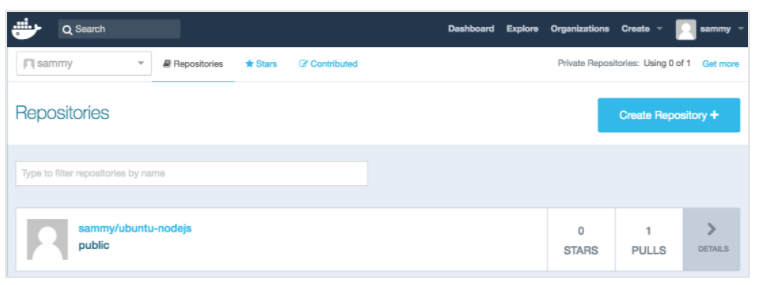 Search Dashboard Explore Organizations Create sammy
sammy Repositories Stars Contributed Private Repositories: Using 0 of 1 Get more
Repositories Create Repository +
Type to filter repositories by name
sammy/ubuntu-nodejs 0 1
public STARS PULLS DETAILS